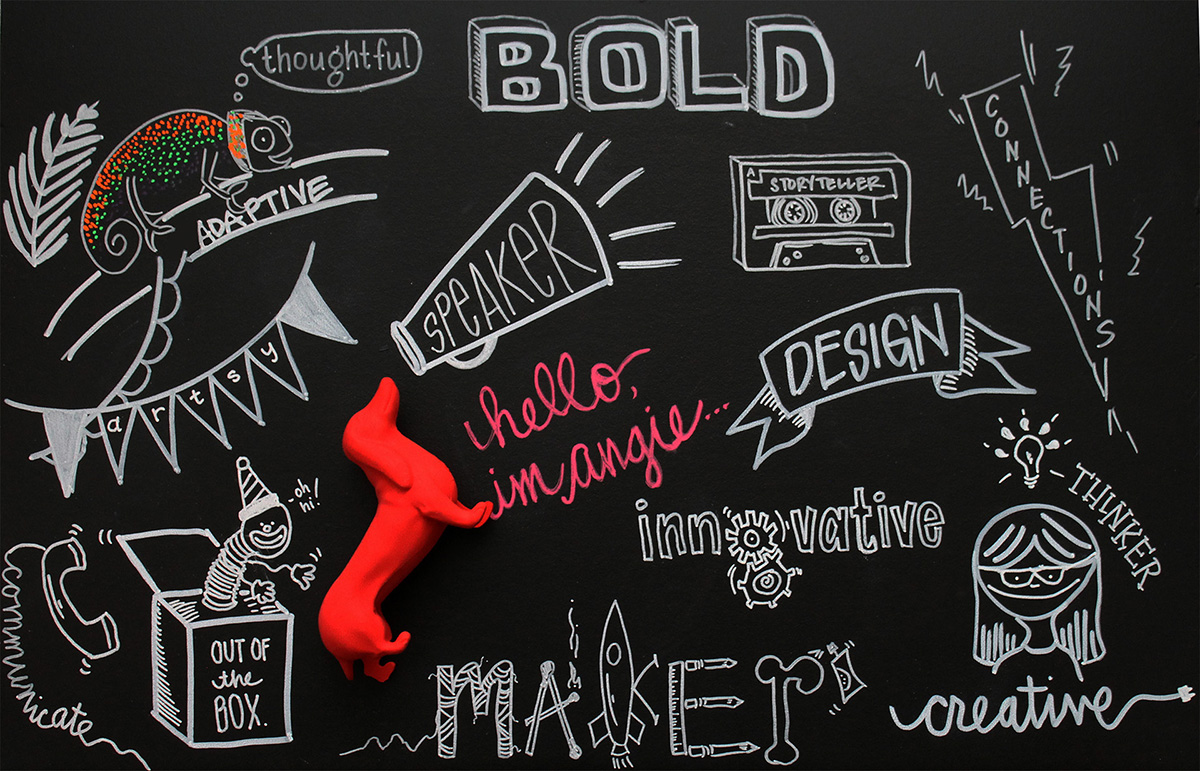 thoughtful
BOLD
ADAPTIVE
A
STORYTELLER
CONNECTIONS
SPEAKER
DESIGN
artsy
hello,
im angie...
-oh
hi!
innovative
THINKER
OUT OF
the
BOX.
communicate
MAKEr
creative